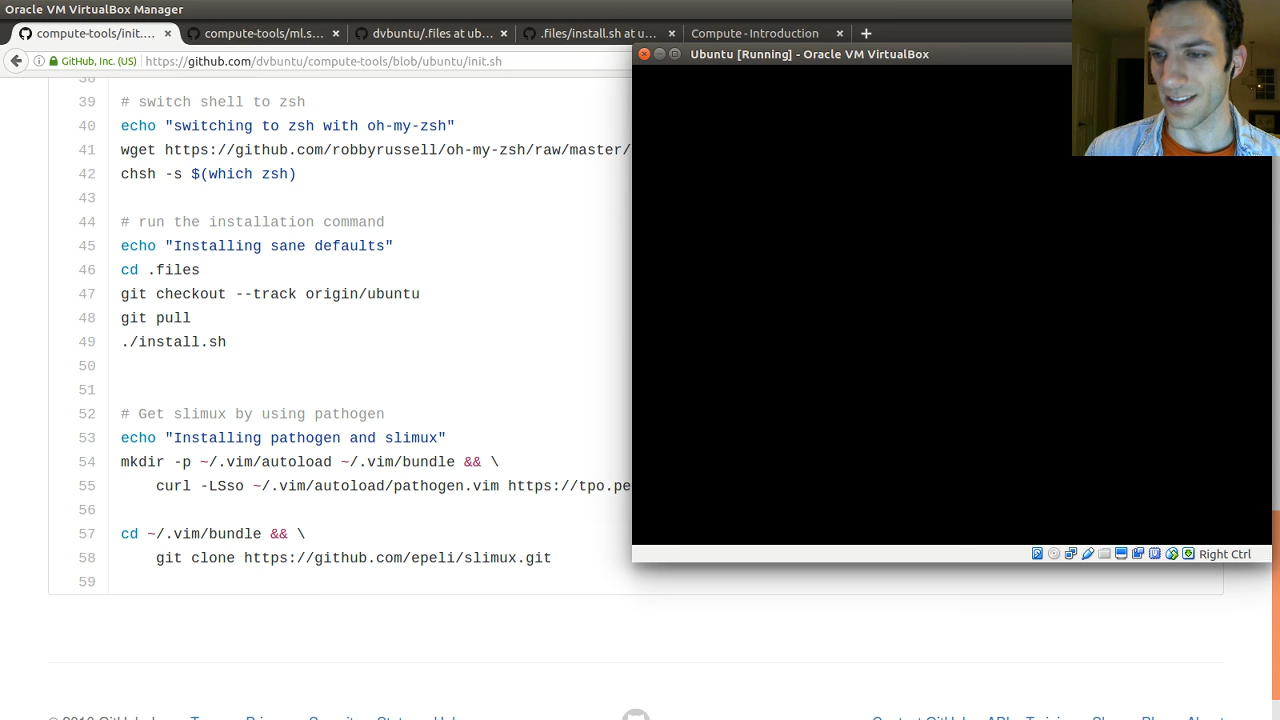 Oracle VM VirtualBox Manager
compute-tools/init.... × compute-tools/ml.s... × dvbuntu/.files at ub... × .files/install.sh at u... × Compute - Introduction × +
GitHub, Inc. (US) https://github.com/dvbuntu/compute-tools/blob/ubuntu/init.sh
Ubuntu [Running] - Oracle VM VirtualBox
38
39 # switch shell to zsh
40 echo "switching to zsh with oh-my-zsh"
41 wget https://github.com/robbyrussell/oh-my-zsh/raw/master/
42 chsh -s $(which zsh)
43
44 # run the installation command
45 echo "Installing sane defaults"
46 cd .files
47 git checkout --track origin/ubuntu
48 git pull
49 ./install.sh
50
51
52 # Get slimux by using pathogen
53 echo "Installing pathogen and slimux"
54 mkdir -p ~/.vim/autoload ~/.vim/bundle && \
55 curl -LSso ~/.vim/autoload/pathogen.vim https://tpo.pe
56
57 cd ~/.vim/bundle && \
58 git clone https://github.com/epeli/slimux.git
59
Right Ctrl